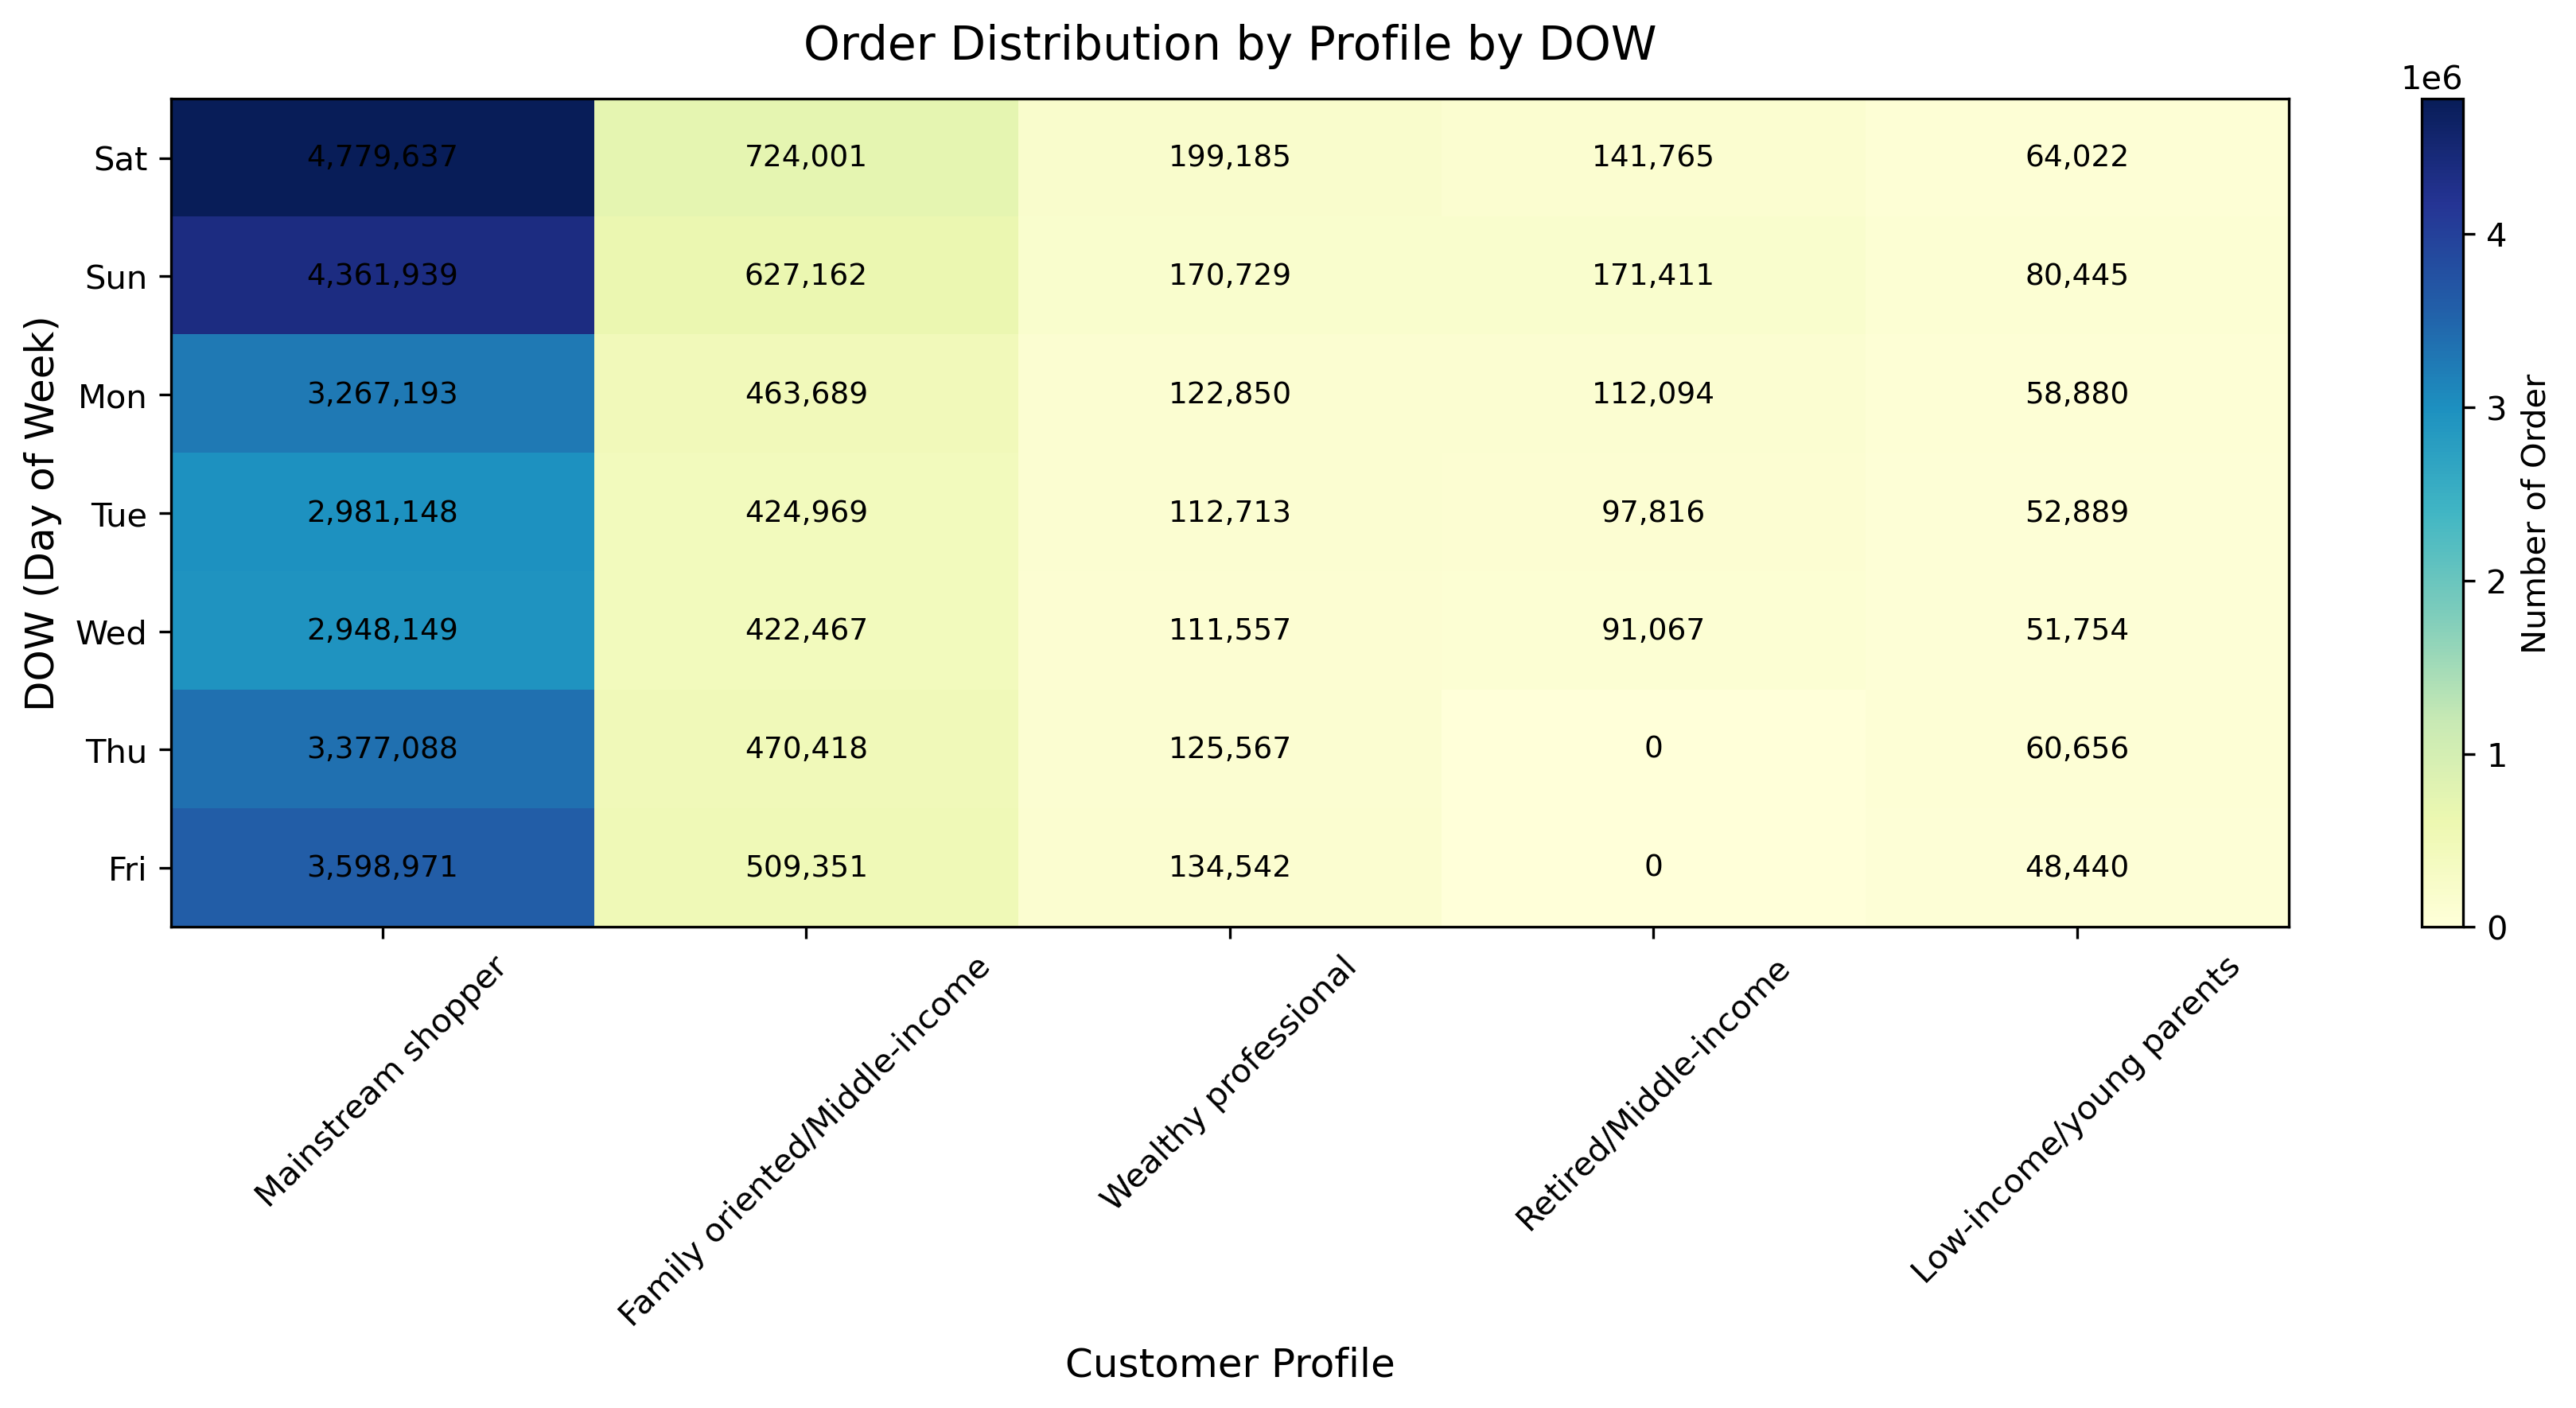 Order Distribution by Profile by DOW
1e6
Sat 4,779,637 724,001 199,185 141,765 64,022
Sun 4,361,939 627,162 170,729 171,411 80,445
Mon 3,267,193 463,689 122,850 112,094 58,880
Tue 2,981,148 424,969 112,713 97,816 52,889
Wed 2,948,149 422,467 111,557 91,067 51,754
Thu 3,377,088 470,418 125,567 0 60,656
Fri 3,598,971 509,351 134,542 0 48,440
DOW (Day of Week)
Mainstream shopper
Family oriented/Middle-income
Wealthy professional
Retired/Middle-income
Low-income/young parents
Customer Profile
4
3
2
1
0
Number of Order